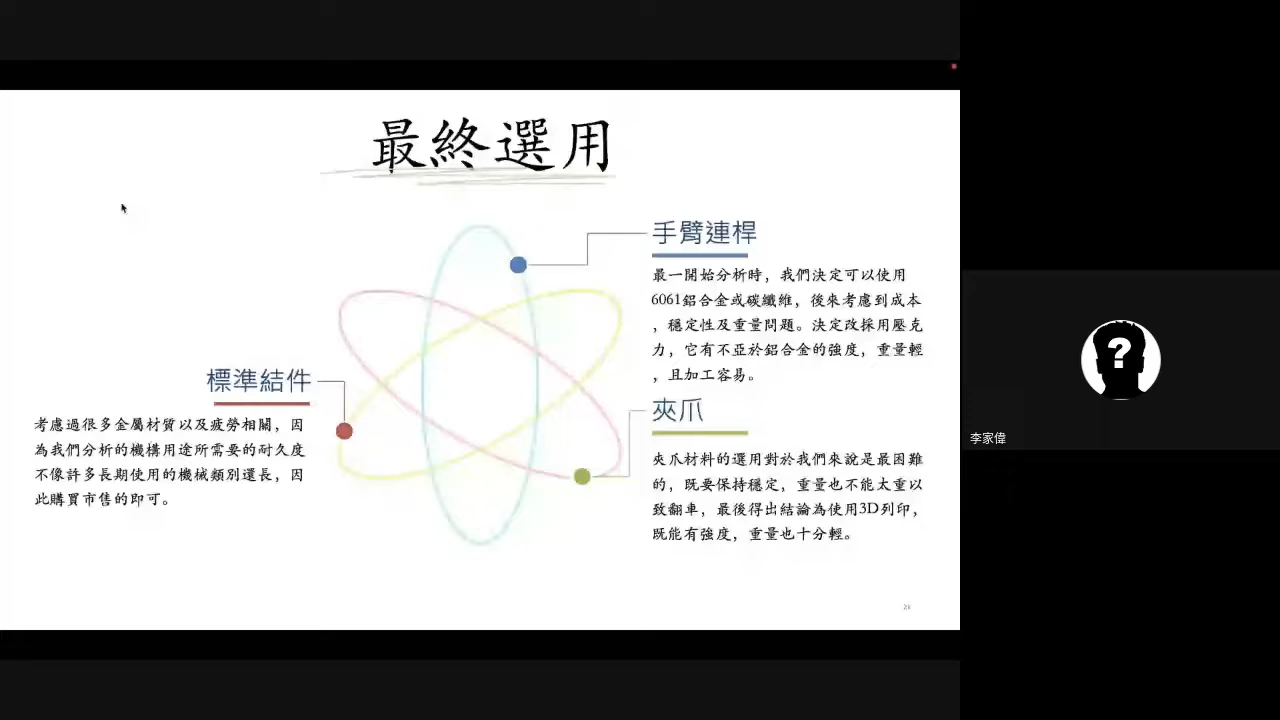 最終選用
手臂連桿
最一開始分析時，我們決定可以使用
6061鋁合金或碳纖維，後來考慮到成本
，穩定性及重量問題。決定改採用壓克
力，它有不亞於鋁合金的強度，重量輕
，且加工容易。
標準結件
考慮過很多金屬材質以及疲勞相關，因
為我們分析的機構用途所需要的耐久度
不像許多長期使用的機械類別還長，因
此購買市售的即可。
夾爪
夾爪材料的選用對於我們來說是最困難
的，既要保持穩定，重量也不能太重以
致翻車，最後得出結論為使用3D列印，
既能有強度，重量也十分輕。
?
李家偉